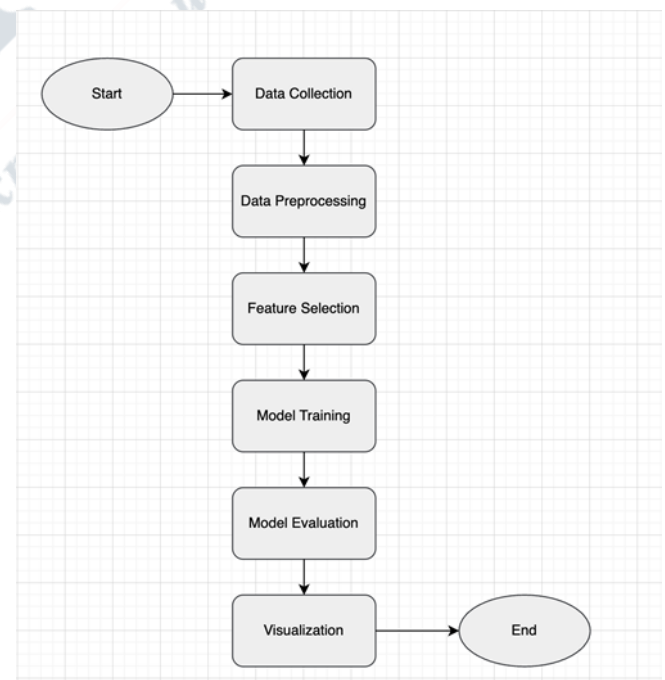 Start
Data Collection
Data Preprocessing
Feature Selection
Model Training
Model Evaluation
Visualization
End